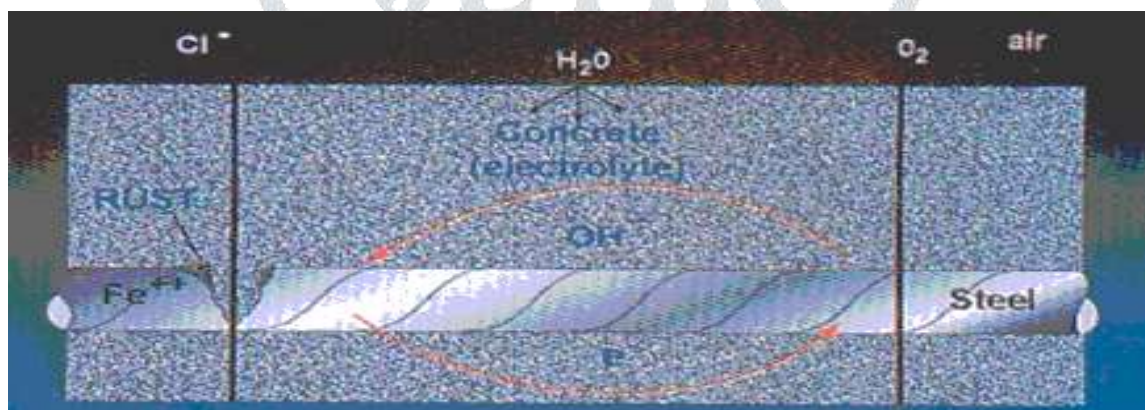 Cl -
H₂O
O₂
air
Concrete
(electrolyte)
RUST
OH
Fe++
Steel